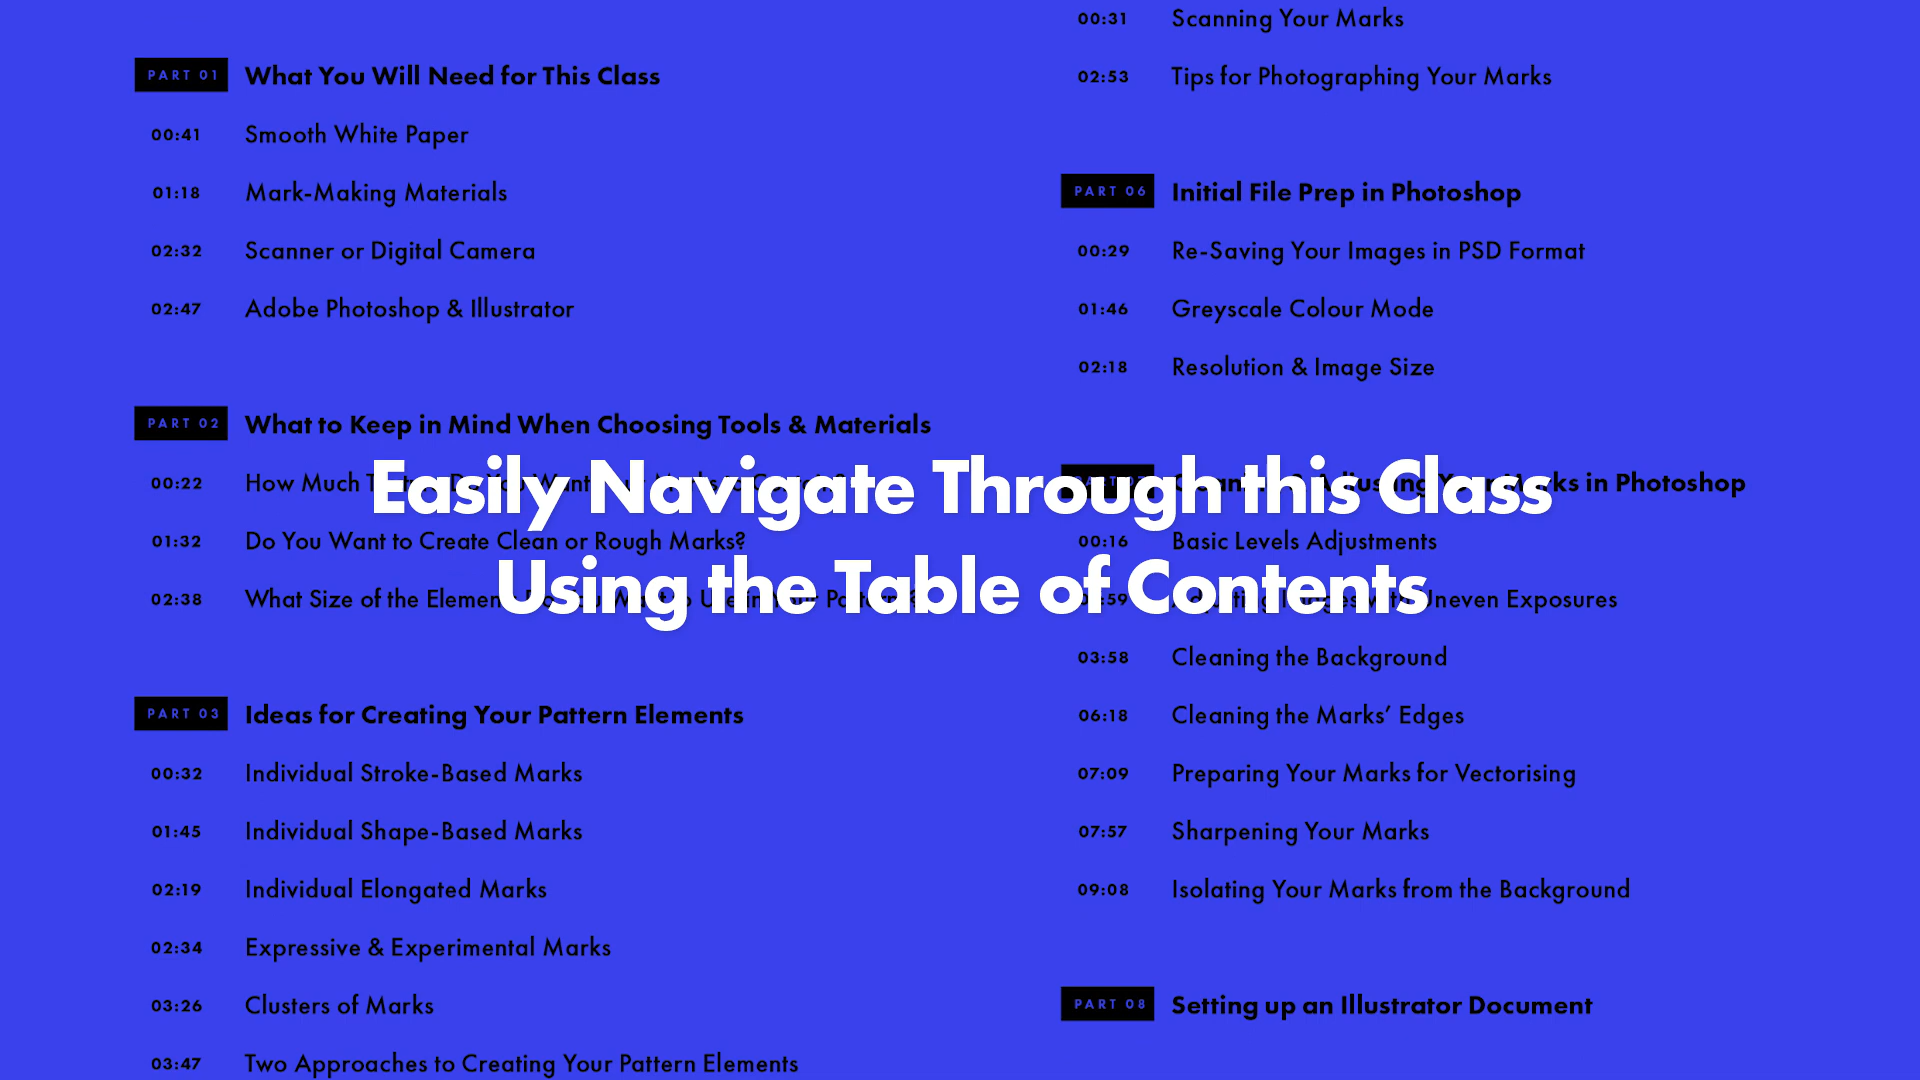 PART 01 What You Will Need for This Class
00:41 Smooth White Paper
01:18 Mark-Making Materials
02:32 Scanner or Digital Camera
02:47 Adobe Photoshop & Illustrator
PART 02 What to Keep in Mind When Choosing Tools & Materials
00:22 How Much
01:32 Do You Want to Create Clean or Rough Marks?
02:38 What Size of the
PART 03 Ideas for Creating Your Pattern Elements
00:32 Individual Stroke-Based Marks
01:45 Individual Shape-Based Marks
02:19 Individual Elongated Marks
02:34 Expressive & Experimental Marks
03:26 Clusters of Marks
03:47 Two Approaches to Creating Your Pattern Elements
00:31 Scanning Your Marks
02:53 Tips for Photographing Your Marks
PART 06 Initial File Prep in Photoshop
00:29 Re-Saving Your Images in PSD Format
01:46 Greyscale Colour Mode
02:18 Resolution & Image Size
in Photoshop
00:16 Basic Levels Adjustments
Uneven Exposures
03:58 Cleaning the Background
06:18 Cleaning the Marks’ Edges
07:09 Preparing Your Marks for Vectorising
07:57 Sharpening Your Marks
09:08 Isolating Your Marks from the Background
PART 08 Setting up an Illustrator Document
Easily Navigate Through this Class
Using the Table of Contents